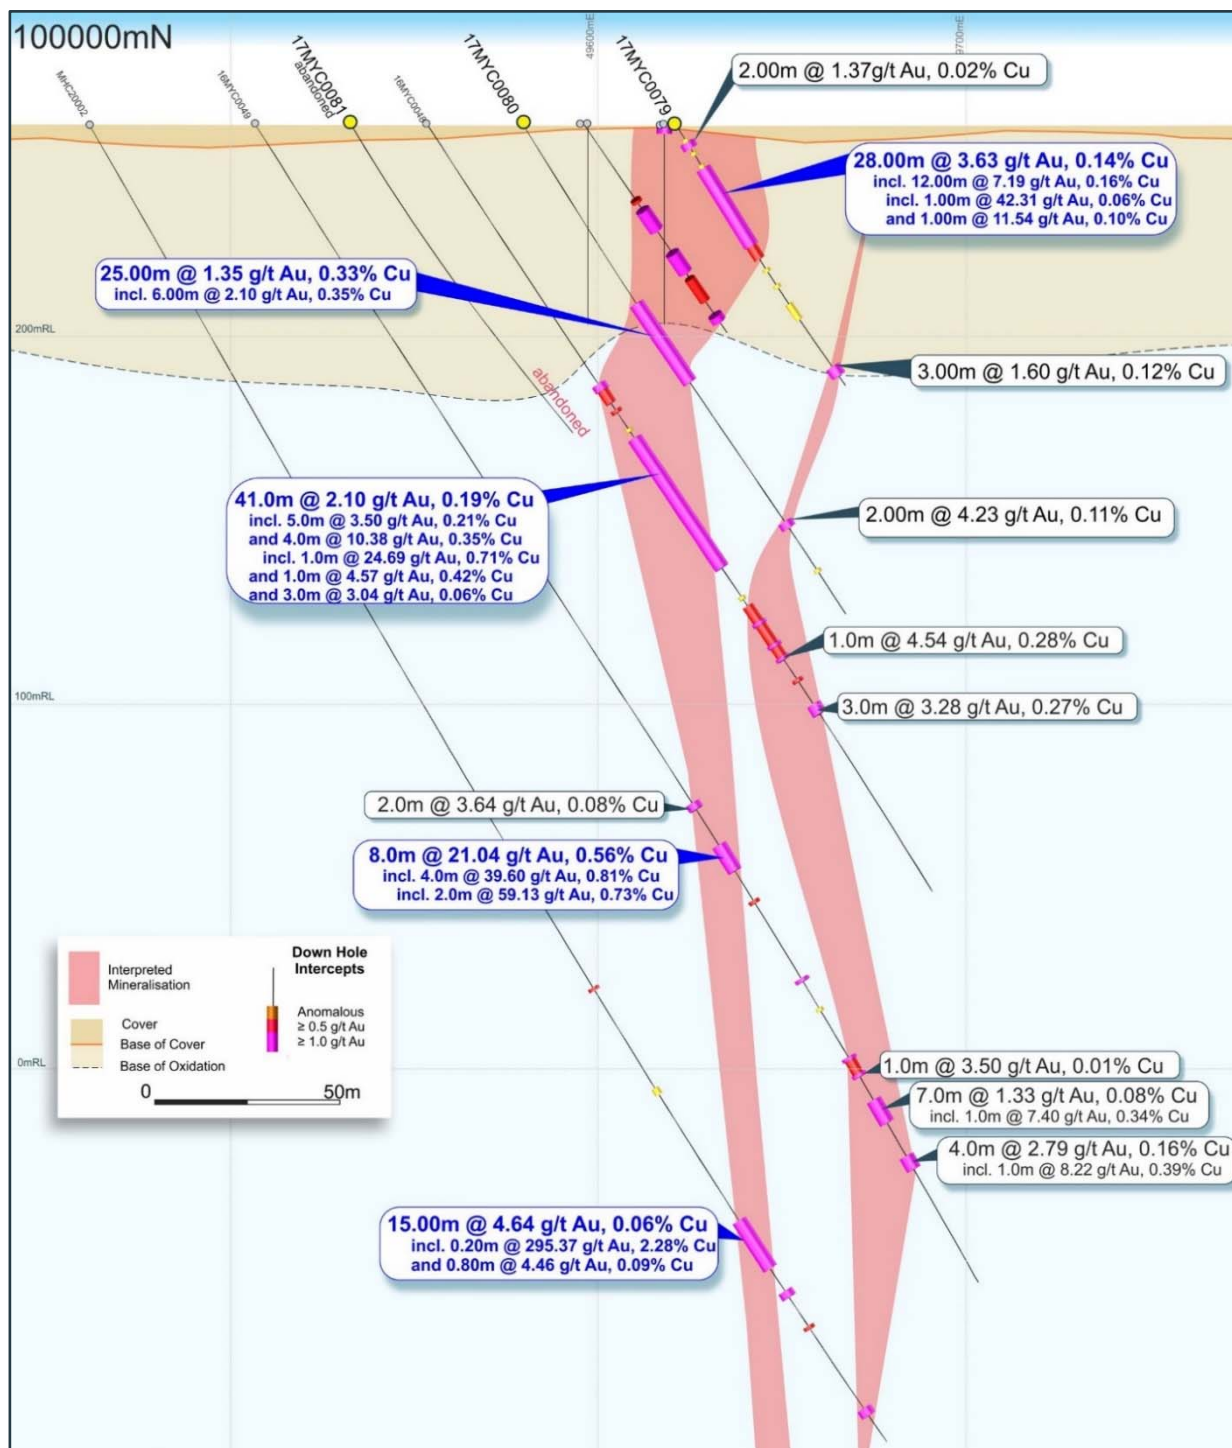 100000mN
MHC20002
16MYC0049
17MYC0081
abandoned
16MYC0048
17MYC0080
49600mE
17MYC0079
9700mE
2.00m @ 1.37g/t Au, 0.02% Cu
28.00m @ 3.63 g/t Au, 0.14% Cu
incl. 12.00m @ 7.19 g/t Au, 0.16% Cu
incl. 1.00m @ 42.31 g/t Au, 0.06% Cu
and 1.00m @ 11.54 g/t Au, 0.10% Cu
25.00m @ 1.35 g/t Au, 0.33% Cu
incl. 6.00m @ 2.10 g/t Au, 0.35% Cu
200mRL
abandoned
3.00m @ 1.60 g/t Au, 0.12% Cu
41.0m @ 2.10 g/t Au, 0.19% Cu
incl. 5.0m @ 3.50 g/t Au, 0.21% Cu
and 4.0m @ 10.38 g/t Au, 0.35% Cu
incl. 1.0m @ 24.69 g/t Au, 0.71% Cu
and 1.0m @ 4.57 g/t Au, 0.42% Cu
and 3.0m @ 3.04 g/t Au, 0.06% Cu
2.00m @ 4.23 g/t Au, 0.11% Cu
1.0m @ 4.54 g/t Au, 0.28% Cu
100mRL
3.0m @ 3.28 g/t Au, 0.27% Cu
2.0m @ 3.64 g/t Au, 0.08% Cu
8.0m @ 21.04 g/t Au, 0.56% Cu
incl. 4.0m @ 39.60 g/t Au, 0.81% Cu
incl. 2.0m @ 59.13 g/t Au, 0.73% Cu
Interpreted
Mineralisation
Cover
Base of Cover
Base of Oxidation
Down Hole
Intercepts
Anomalous
≥ 0.5 g/t Au
≥ 1.0 g/t Au
0 50m
0mRL
1.0m @ 3.50 g/t Au, 0.01% Cu
7.0m @ 1.33 g/t Au, 0.08% Cu
incl. 1.0m @ 7.40 g/t Au, 0.34% Cu
4.0m @ 2.79 g/t Au, 0.16% Cu
incl. 1.0m @ 8.22 g/t Au, 0.39% Cu
15.00m @ 4.64 g/t Au, 0.06% Cu
incl. 0.20m @ 295.37 g/t Au, 2.28% Cu
and 0.80m @ 4.46 g/t Au, 0.09% Cu